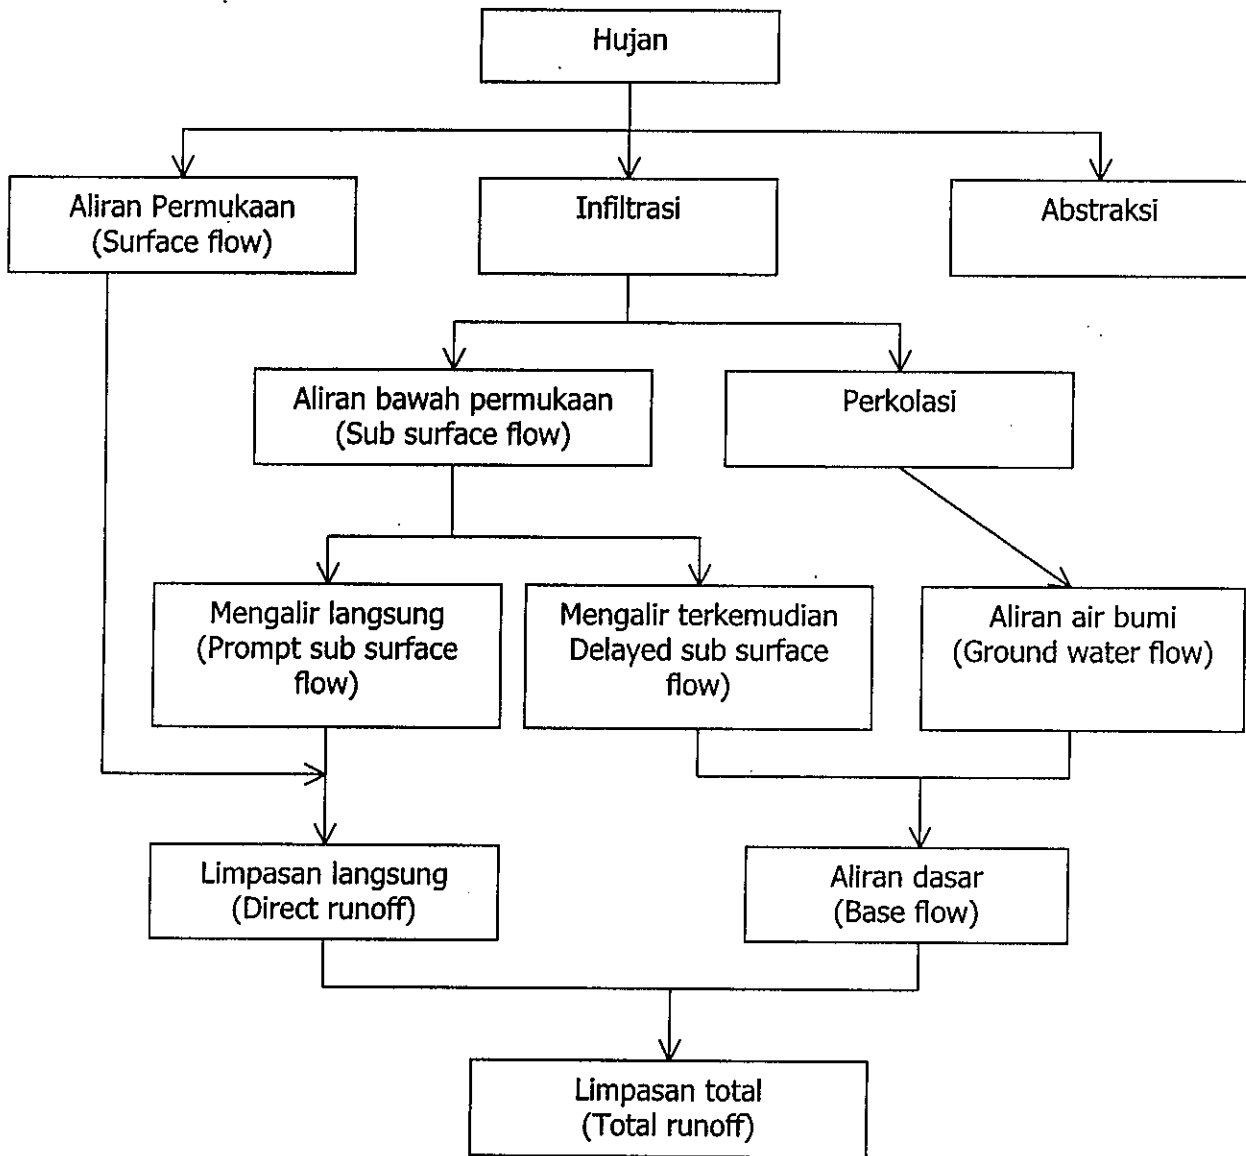 Hujan
Aliran Permukaan
(Surface flow)
Infiltrasi
Abstraksi
Aliran bawah permukaan
(Sub surface flow)
Perkolasi
Mengalir langsung
(Prompt sub surface
flow)
Mengalir terkemudian
Delayed sub surface
flow)
Aliran air bumi
(Ground water flow)
Limpasan langsung
(Direct runoff)
Aliran dasar
(Base flow)
Limpasan total
(Total runoff)